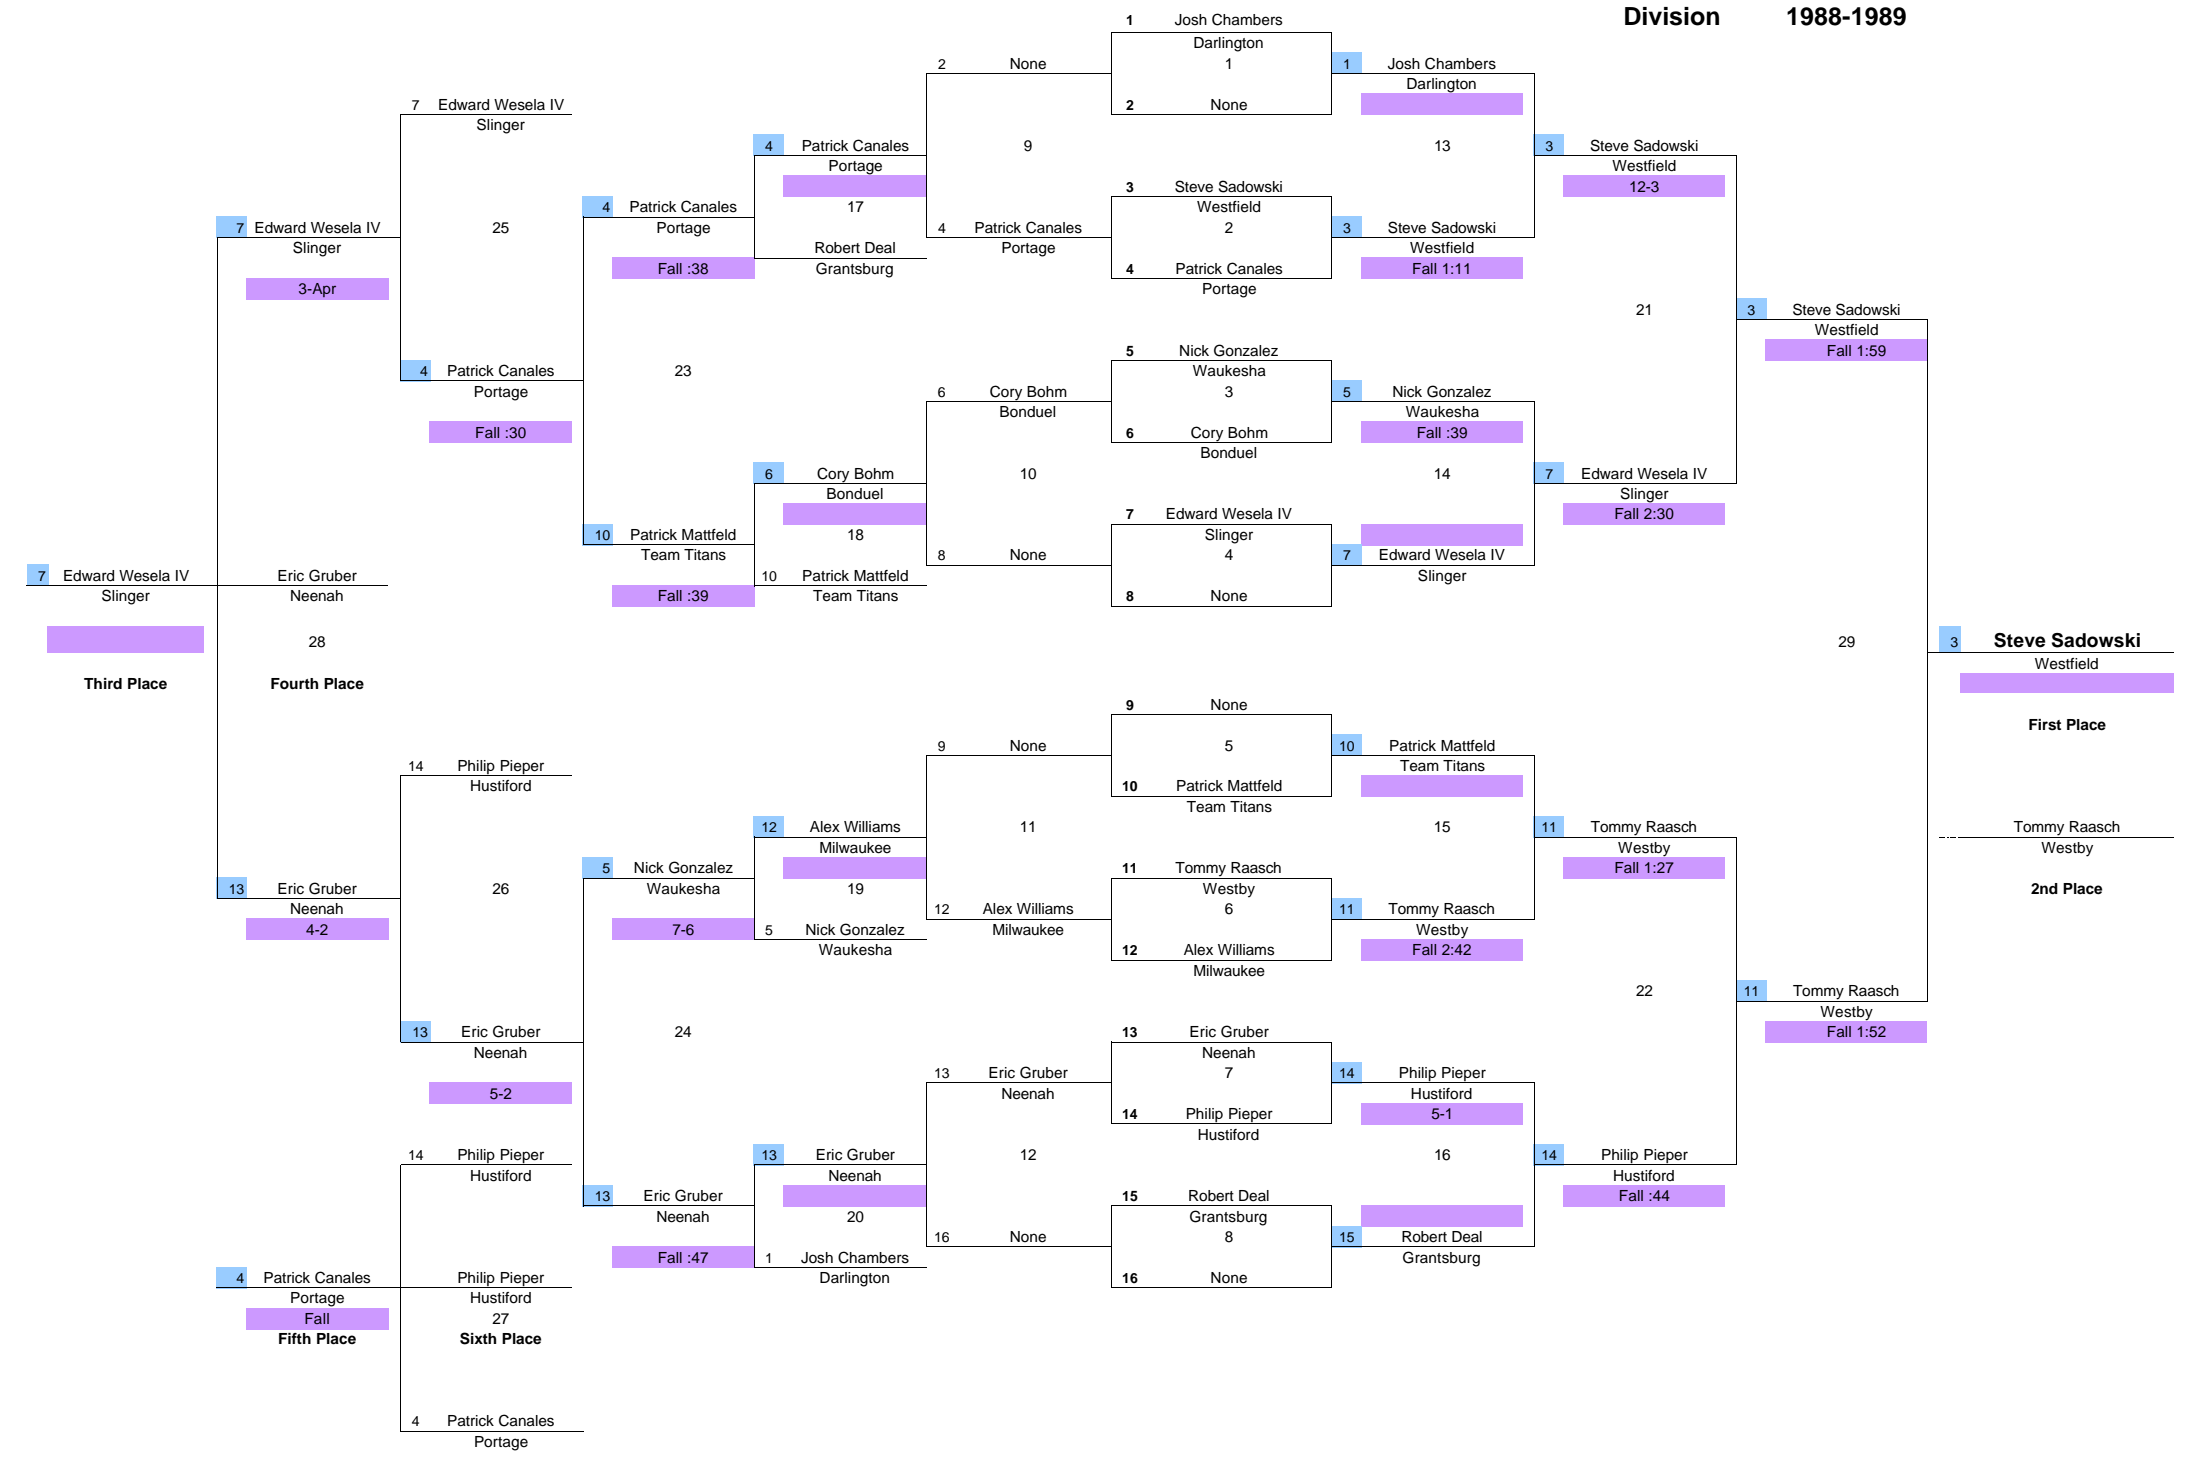 Division 1988-1989
1 Josh Chambers
Darlington
2 None 1 1 Josh Chambers
Darlington
7 Edward Wesela IV 2 None
Slinger
4 Patrick Canales 9 13 3 Steve Sadowski
Portage Westfield
3 Steve Sadowski 12-3
4 Patrick Canales 17 Westfield
7 Edward Wesela IV 25 Portage 4 Patrick Canales 2 3 Steve Sadowski
Slinger Robert Deal Portage Westfield
Fall :38 Grantsburg 4 Patrick Canales Fall 1:11
3-Apr Portage
21 3 Steve Sadowski
Westfield
5 Nick Gonzalez Fall 1:59
4 Patrick Canales 23 Waukesha
Portage 6 Cory Bohm 3 5 Nick Gonzalez
Bonduel Waukesha
Fall :30 6 Cory Bohm Fall :39
Bonduel
6 Cory Bohm 10 14 7 Edward Wesela IV
Bonduel Slinger
7 Edward Wesela IV Fall 2:30
10 Patrick Mattfeld 18 Slinger
Team Titans 8 None 4 7 Edward Wesela IV
7 Edward Wesela IV Eric Gruber 10 Patrick Mattfeld Slinger
Slinger Neenah Fall :39 Team Titans 8 None
28 29 3 Steve Sadowski
Westfield
Third Place Fourth Place
9 None
First Place
9 None 5 10 Patrick Mattfeld
14 Philip Pieper Team Titans
Hustiford 10 Patrick Mattfeld
Team Titans
12 Alex Williams 11 15 11 Tommy Raasch Tommy Raasch
Milwaukee Westby Westby
5 Nick Gonzalez 11 Tommy Raasch Fall 1:27
13 Eric Gruber 26 Waukesha 19 Westby 2nd Place
Neenah 12 Alex Williams 6 11 Tommy Raasch
4-2 7-6 5 Nick Gonzalez Milwaukee Westby
Waukesha 12 Alex Williams Fall 2:42
Milwaukee
22 11 Tommy Raasch
Westby
13 Eric Gruber 24 13 Eric Gruber Fall 1:52
Neenah Neenah
13 Eric Gruber 7 14 Philip Pieper
5-2 Neenah Hustiford
14 Philip Pieper 5-1
Hustiford
14 Philip Pieper 13 Eric Gruber 12 16 14 Philip Pieper
Hustiford Neenah Hustiford
13 Eric Gruber 15 Robert Deal Fall :44
Neenah 20 Grantsburg
16 None 8 15 Robert Deal
Fall :47 1 Josh Chambers Grantsburg
4 Patrick Canales Philip Pieper Darlington 16 None
Portage Hustiford
Fall 27
Fifth Place Sixth Place
4 Patrick Canales
Portage